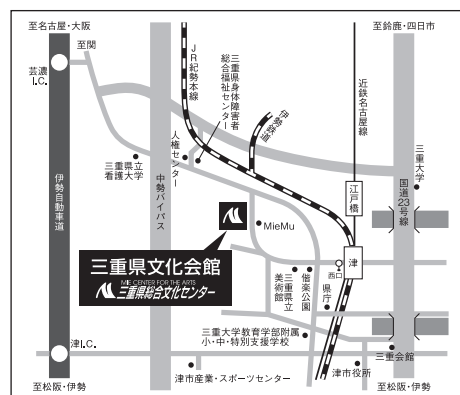 至名古屋・大阪
至鈴鹿・四日市
至関
芸濃
I.C.
JR紀勢本線
三重県身体障害者
総合福祉センター
伊勢鉄道
近鉄名古屋線
人権センター
三重県立
看護大学
三重大学
江戸橋
伊勢自動車道
中勢バイパス
国道23号線
MieMu
三重県文化会館
MIE CENTER FOR THE ARTS
三重県総合文化センター
津
西口
三重県立
美術館
偕楽公園
県庁
三重大学教育学部附属
小・中・特別支援学校
津I.C.
三重会館
津市産業・スポーツセンター
津市役所
至松阪・伊勢
至松阪・伊勢